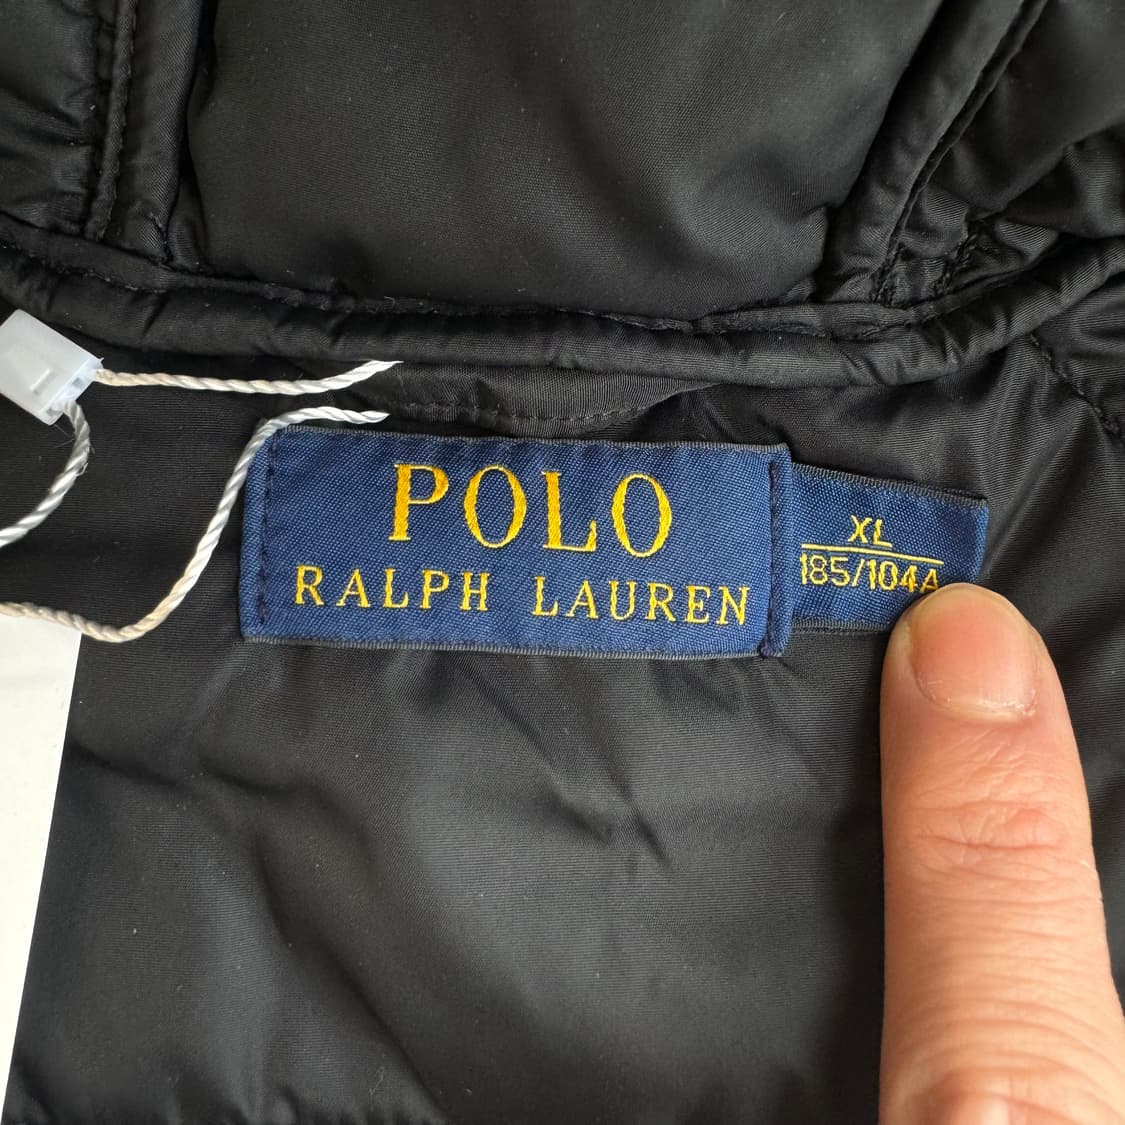 POLO
RALPH LAUREN
XL
185/104A